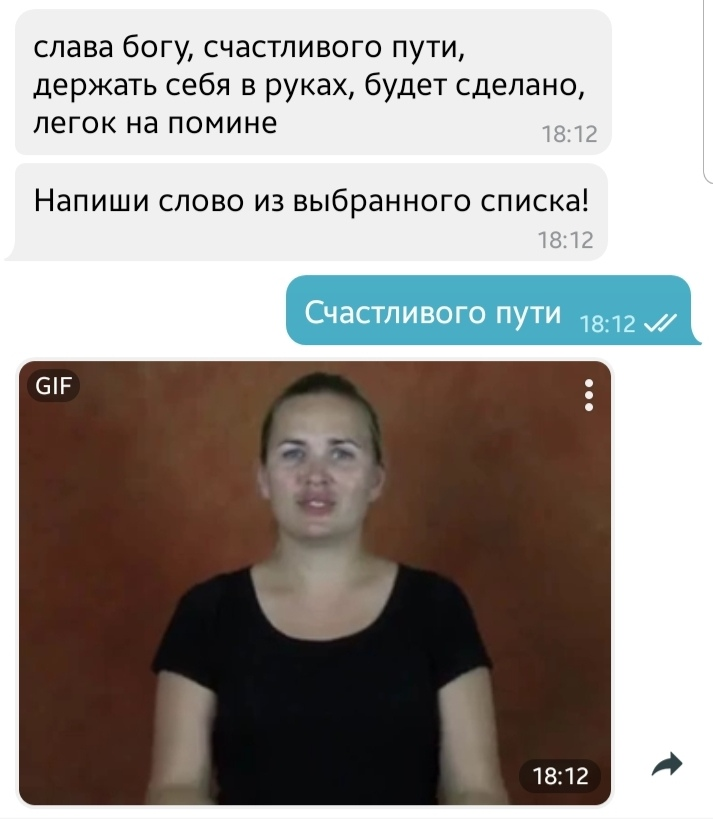 слава богу, счастливого пути,
держать себя в руках, будет сделано,
легок на помине
18:12
Напиши слово из выбранного списка!
18:12
Счастливого пути
18:12
GIF
18:12